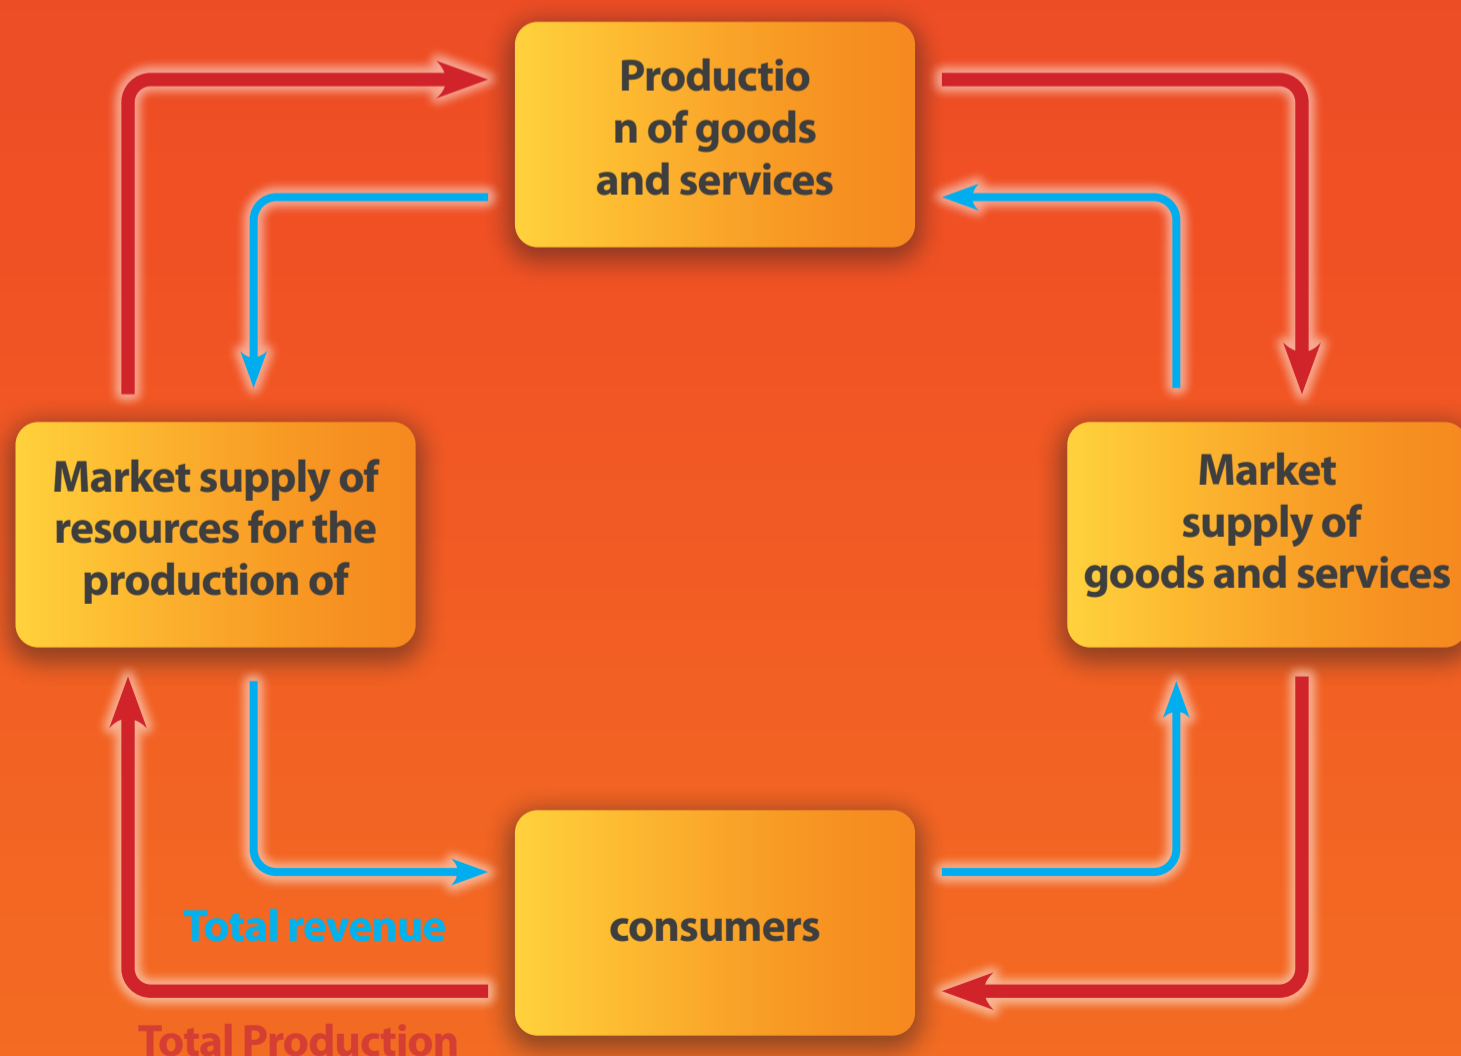 Productio
n of goods
and services
Market supply of
resources for the
production of
Market
supply of
goods and services
Total revenue
consumers
Total Production